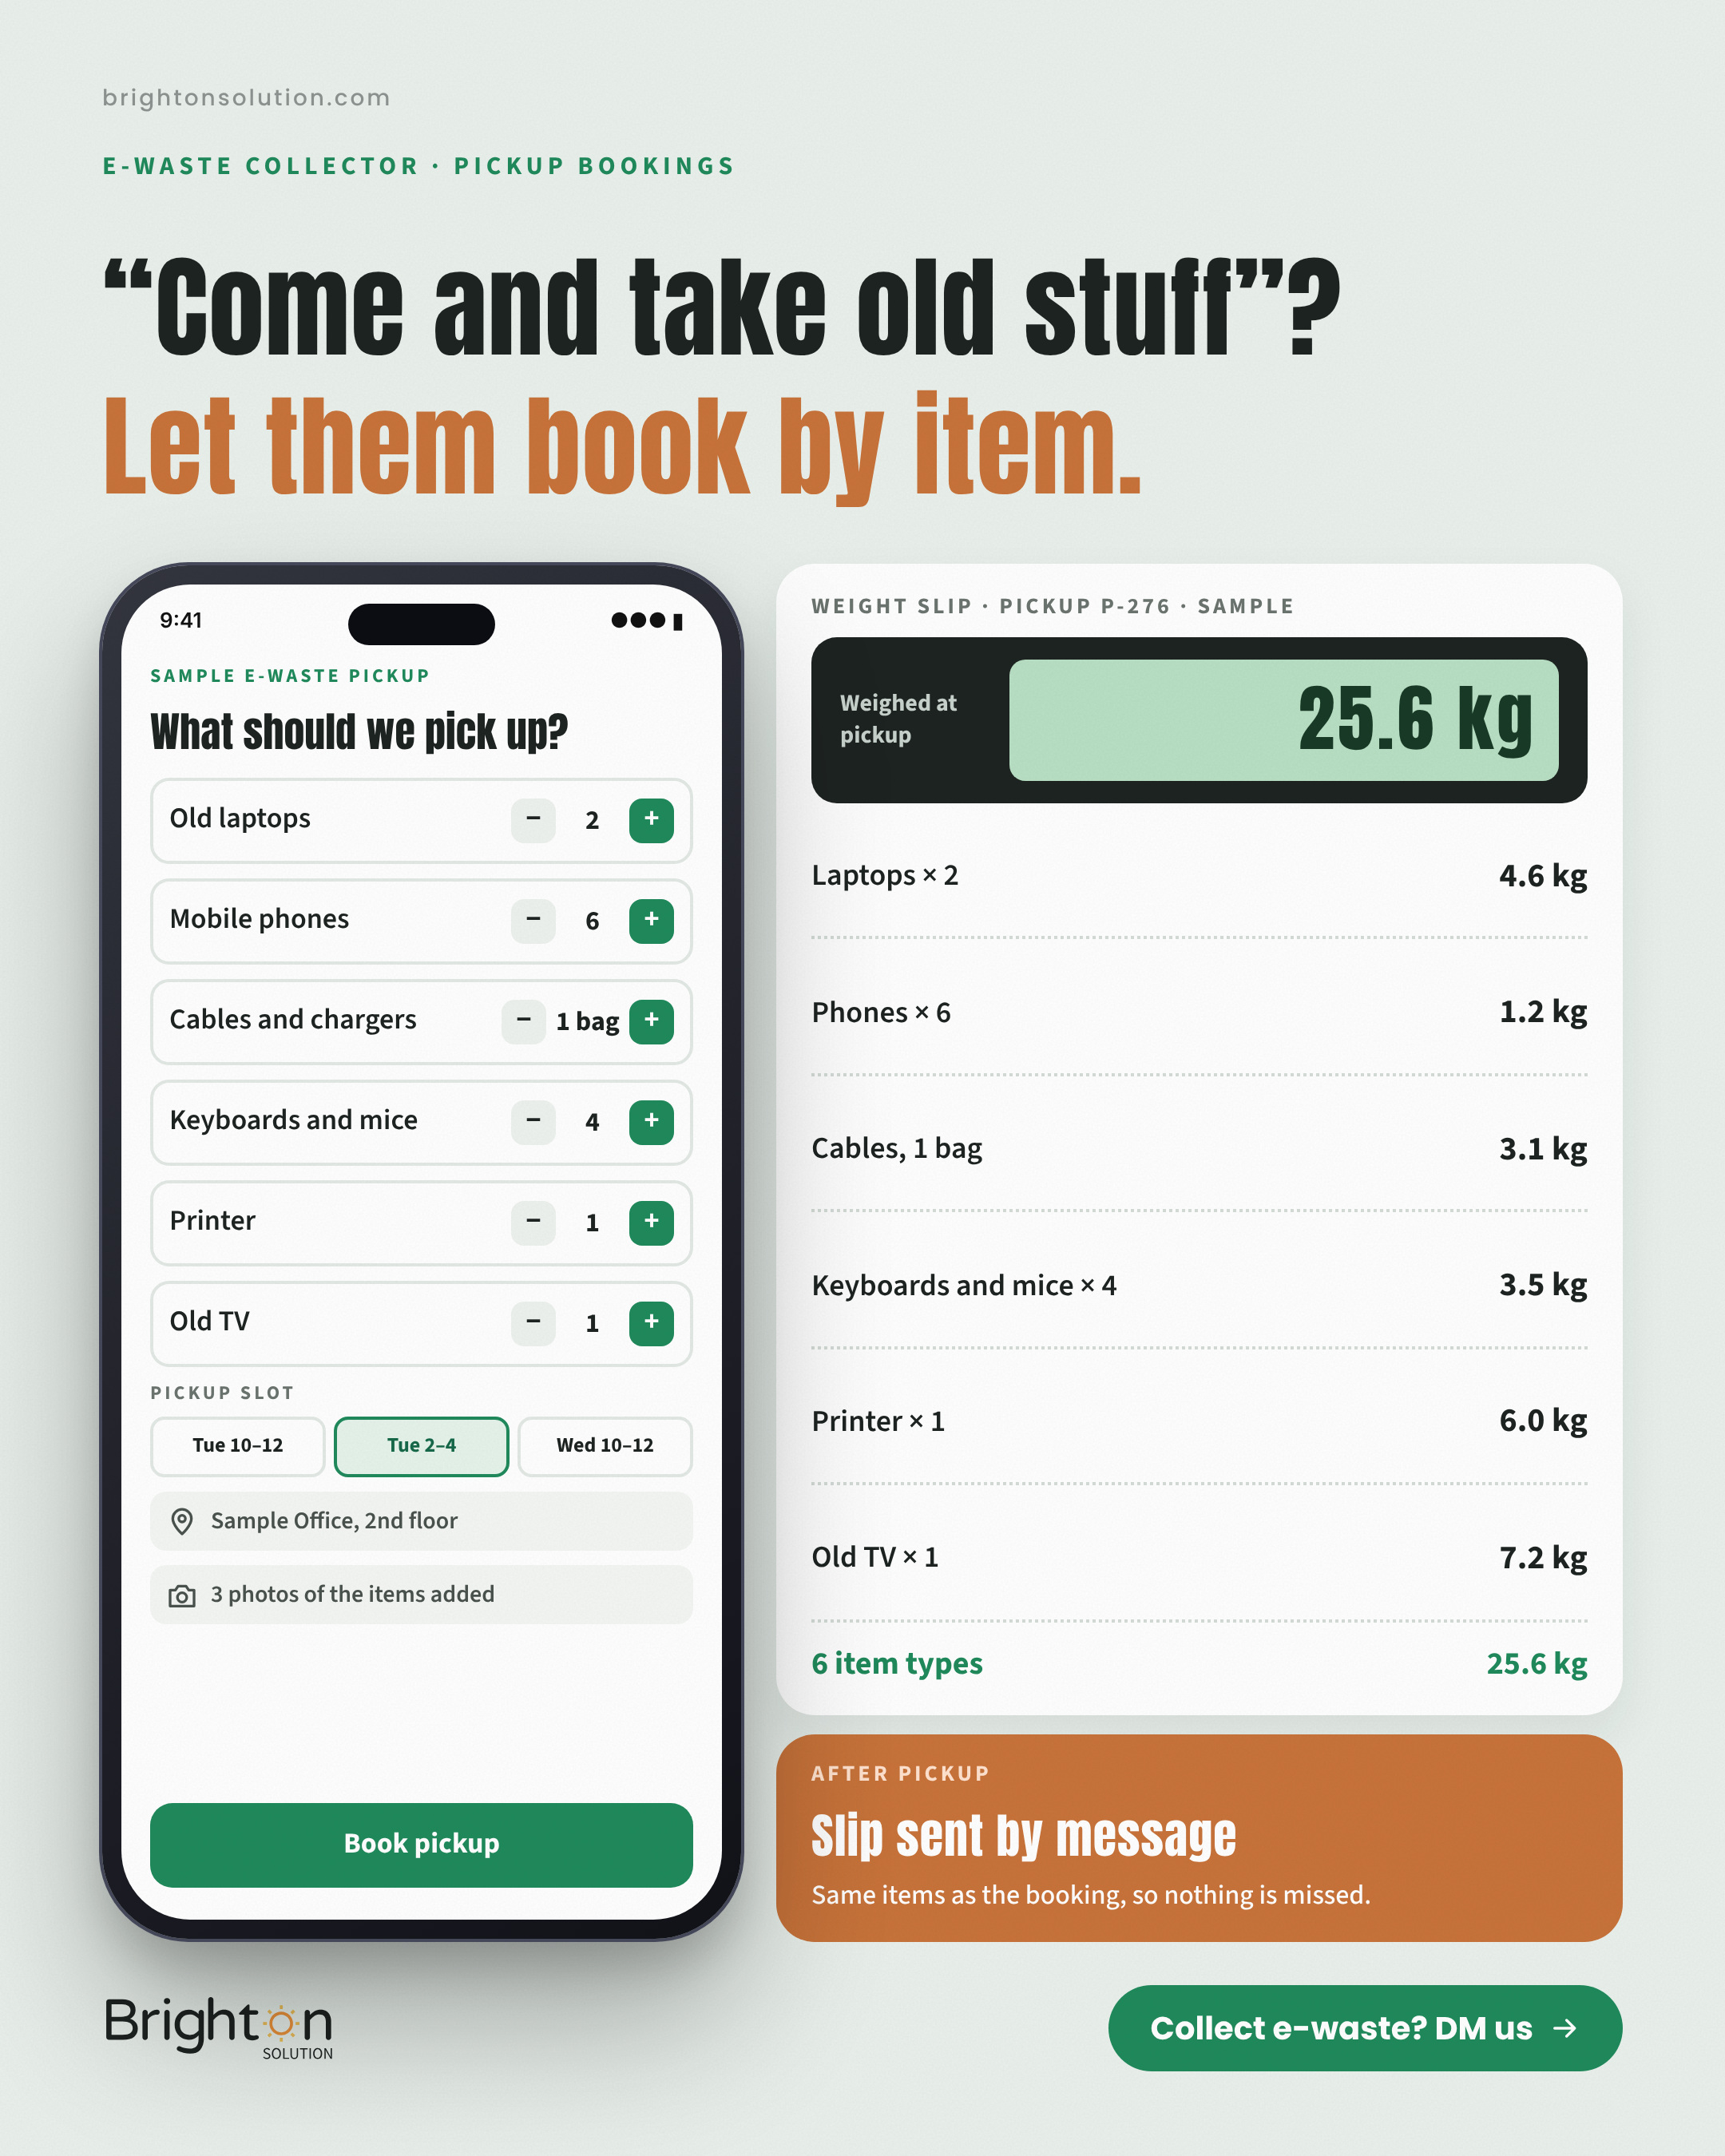 brightonsolution.com
E-WASTE COLLECTOR · PICKUP BOOKINGS
“Come and take old stuff”?
Let them book by item.
9:41
SAMPLE E-WASTE PICKUP
What should we pick up?
Old laptops − 2 +
Mobile phones − 6 +
Cables and chargers − 1 bag +
Keyboards and mice − 4 +
Printer − 1 +
Old TV − 1 +
PICKUP SLOT
Tue 10–12 Tue 2–4 Wed 10–12
Sample Office, 2nd floor
3 photos of the items added
Book pickup
WEIGHT SLIP · PICKUP P-276 · SAMPLE
Weighed at
pickup
25.6 kg
Laptops × 2 4.6 kg
Phones × 6 1.2 kg
Cables, 1 bag 3.1 kg
Keyboards and mice × 4 3.5 kg
Printer × 1 6.0 kg
Old TV × 1 7.2 kg
6 item types 25.6 kg
AFTER PICKUP
Slip sent by message
Same items as the booking, so nothing is missed.
Brighton
SOLUTION
Collect e-waste? DM us →